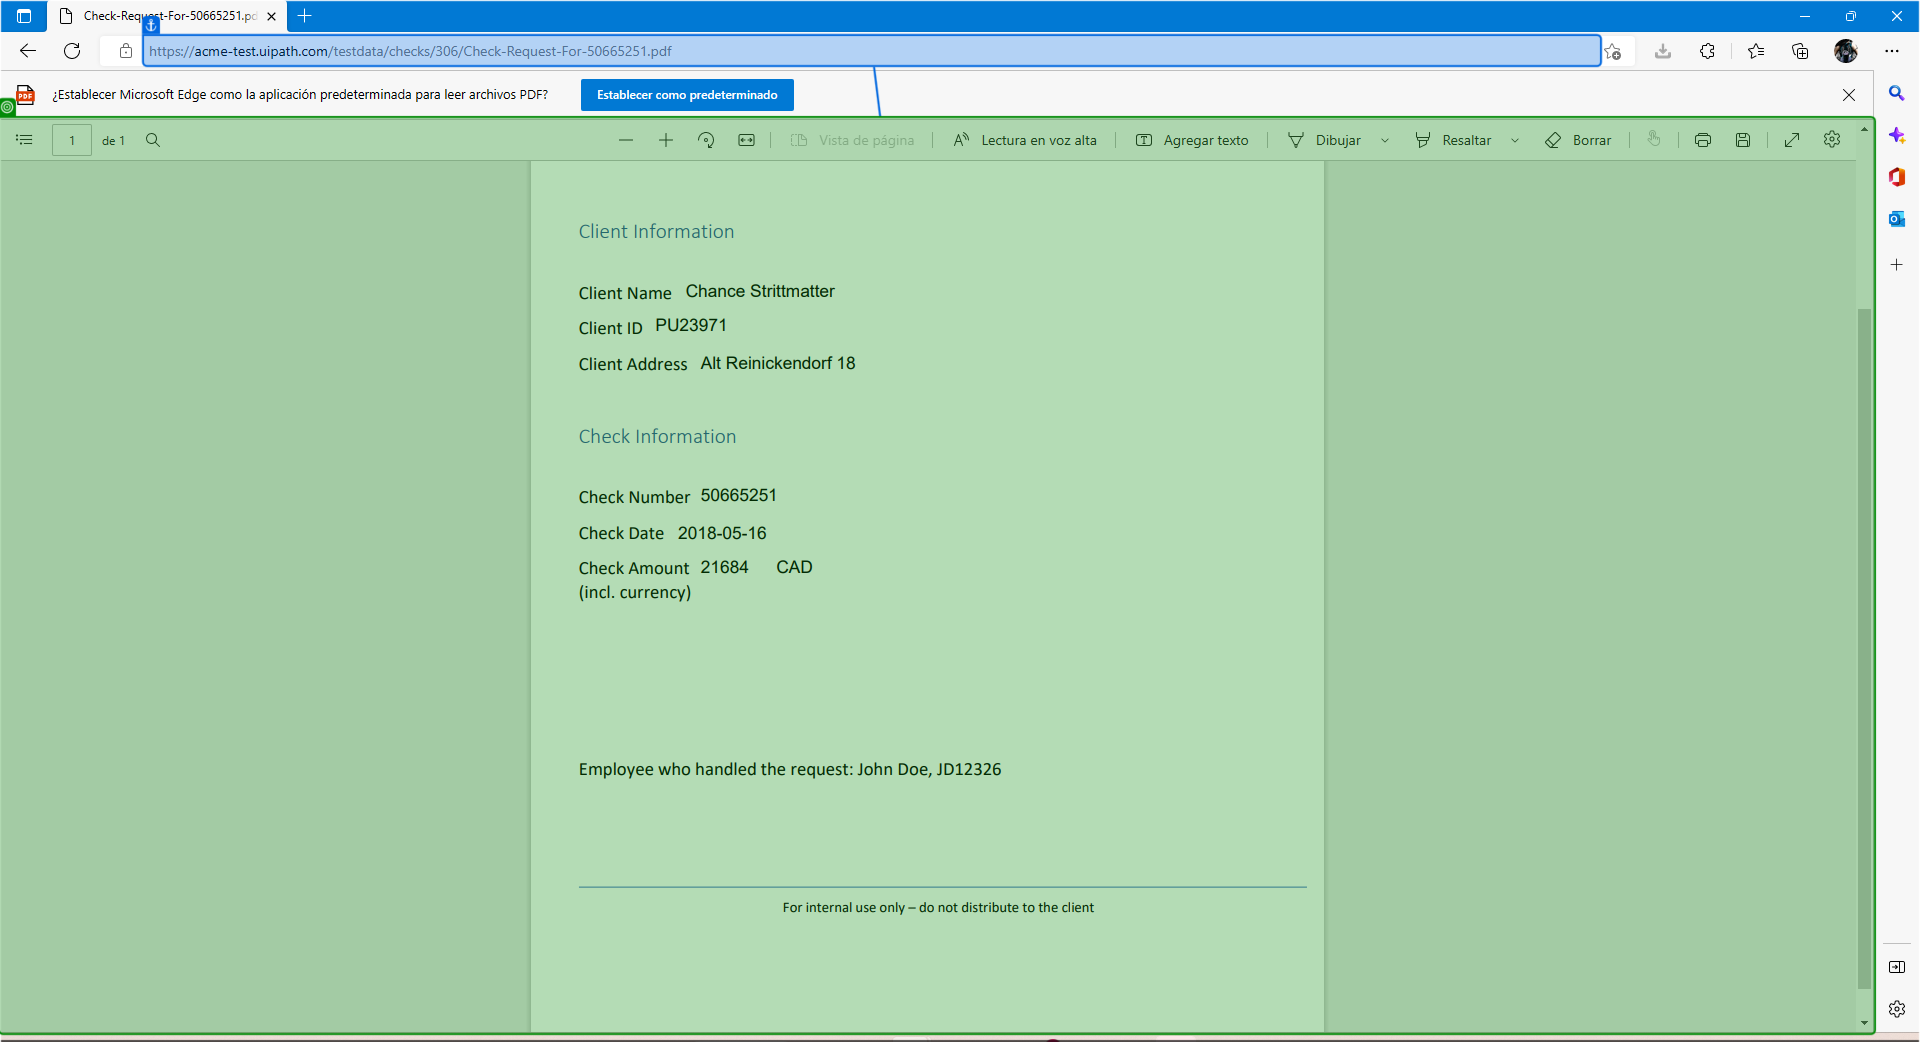 Check-Request-For-50665251.pd
https://acme-test.uipath.com/testdata/checks/306/Check-Request-For-50665251.pdf
PDF ¿Establecer Microsoft Edge como la aplicación predeterminada para leer archivos PDF? Establecer como predeterminado
1 de 1 Vista de página Lectura en voz alta Agregar texto Dibujar Resaltar Borrar
Client Information
Client Name Chance Strittmatter
Client ID PU23971
Client Address Alt Reinickendorf 18
Check Information
Check Number 50665251
Check Date 2018-05-16
Check Amount 21684 CAD
(incl. currency)
Employee who handled the request: John Doe, JD12326
For internal use only – do not distribute to the client